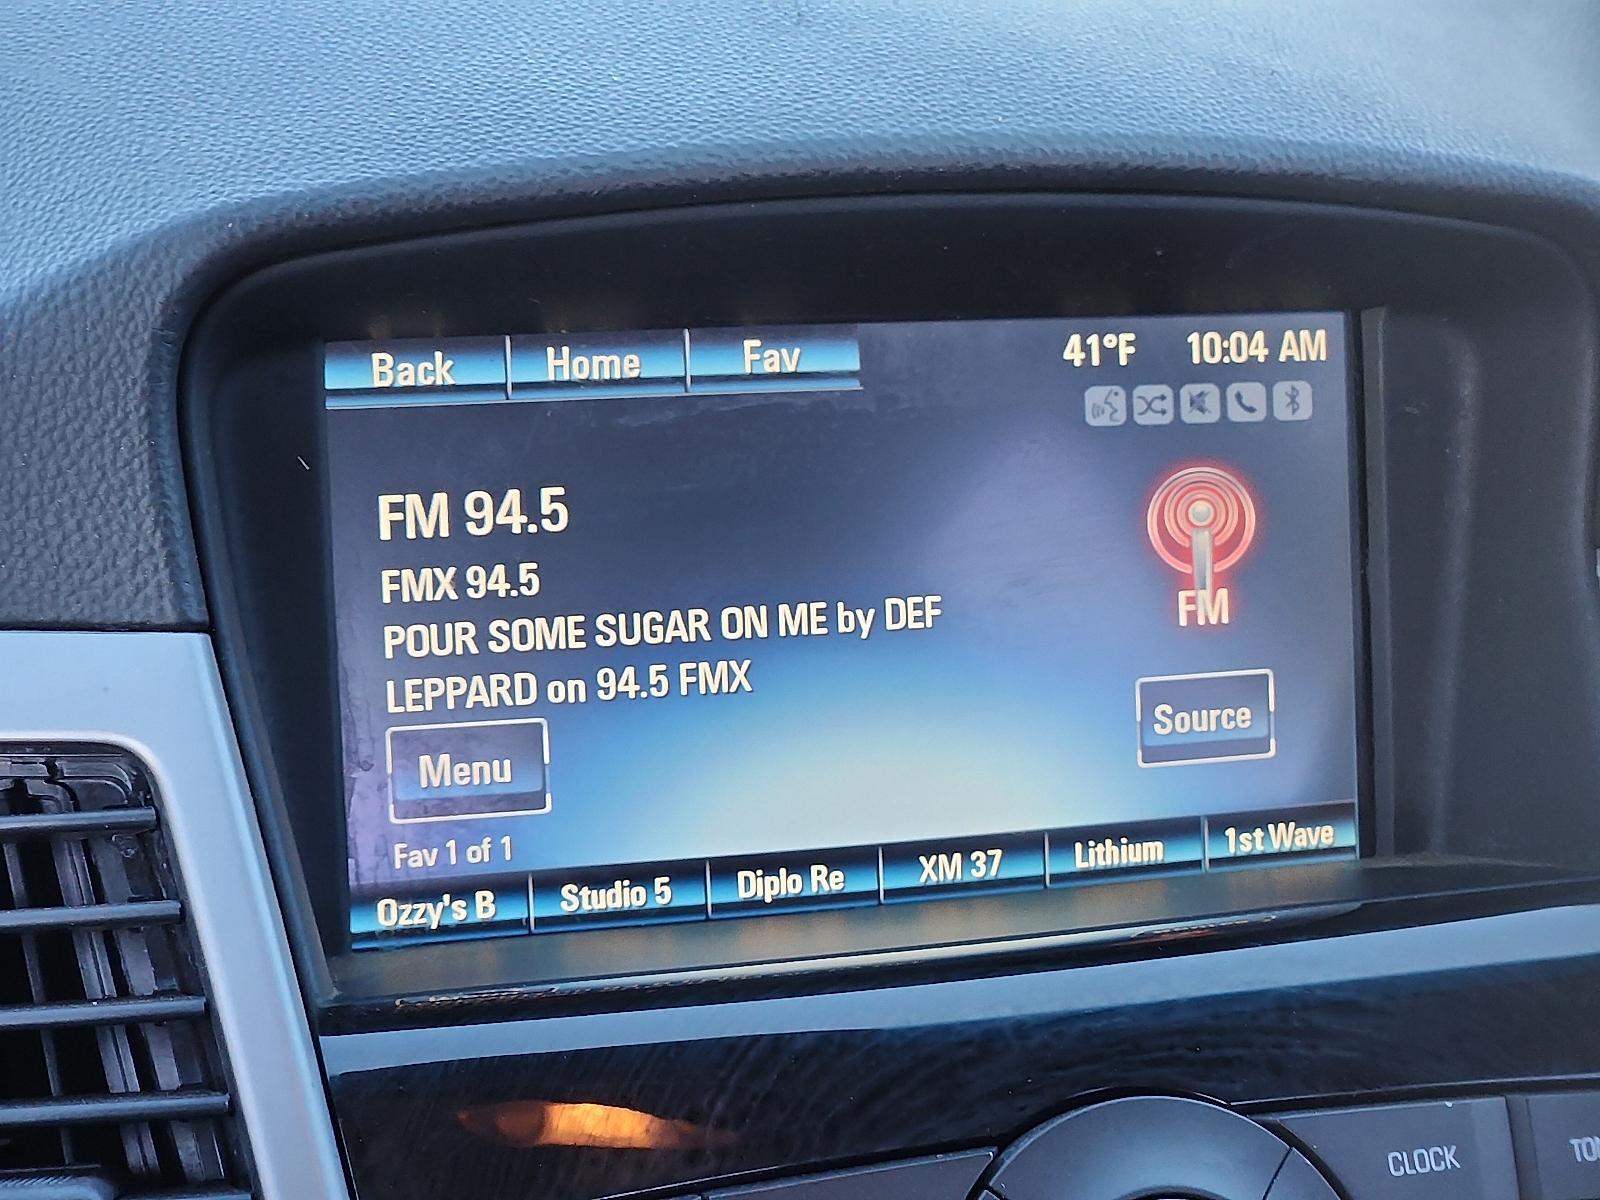 Back Home Fav 41°F 10:04 AM
FM 94.5
FMX 94.5
POUR SOME SUGAR ON ME by DEF
LEPPARD on 94.5 FMX
FM
Menu Source
Fav 1 of 1
Ozzy's B Studio 5 Diplo Re XM 37 Lithium 1st Wave
CLOCK